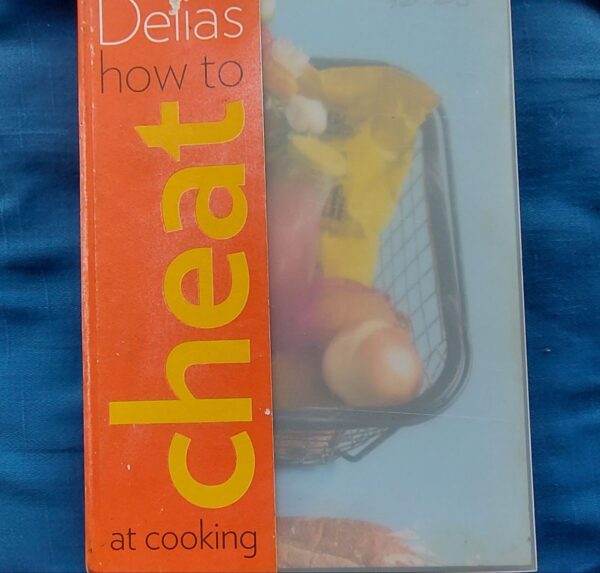 Delias
how to
cheat
at cooking